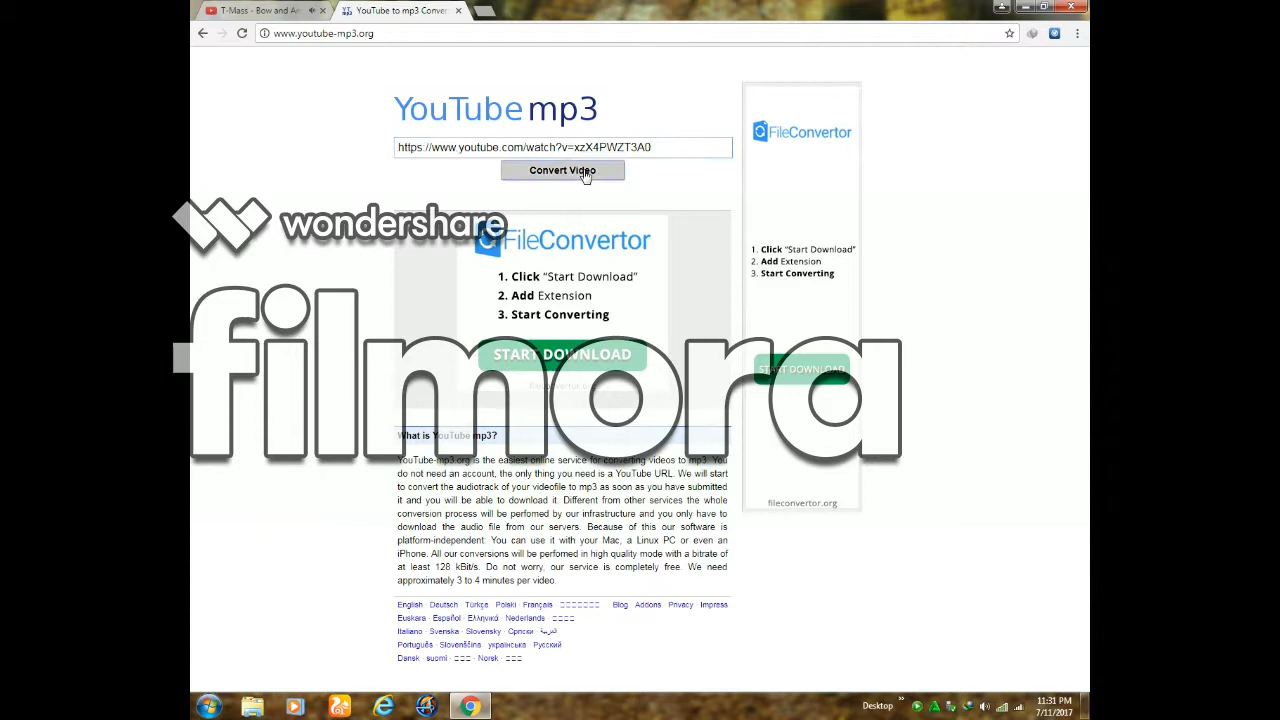 T-Mass - Bow and A
YouTube to mp3 Conver
www.youtube-mp3.org
YouTube mp3
https://www.youtube.com/watch?v=xzX4PWZT3A0
Convert Video
wondershare
filmora
FileConvertor
1. Click “Start Download”
2. Add Extension
3. Start Converting
START DOWNLOAD
fileconvertor.org
FileConvertor
1. Click “Start Download”
2. Add Extension
3. Start Converting
START DOWNLOAD
fileconvertor.org
What is YouTube mp3?
YouTube-mp3.org is the easiest online service for converting videos to mp3. You
do not need an account, the only thing you need is a YouTube URL. We will start
to convert the audiotrack of your videofile to mp3 as soon as you have submitted
it and you will be able to download it. Different from other services the whole
conversion process will be perfomed by our infrastructure and you only have to
download the audio file from our servers. Because of this our software is
platform-independent: You can use it with your Mac, a Linux PC or even an
iPhone. All our conversions will be perfomed in high quality mode with a bitrate of
at least 128 kBit/s. Do not worry, our service is completely free. We need
approximately 3 to 4 minutes per video.
English · Deutsch · Türkçe · Polski · Français · Blog Addons Privacy Impress
Euskara · Español · Ελληνικά · Nederlands ·
Italiano · Svenska · Slovensky · Српски · العربية
Português · Slovenščina · українська · Русский
Dansk · suomi · Norsk ·
Desktop
11:31 PM
7/11/2017